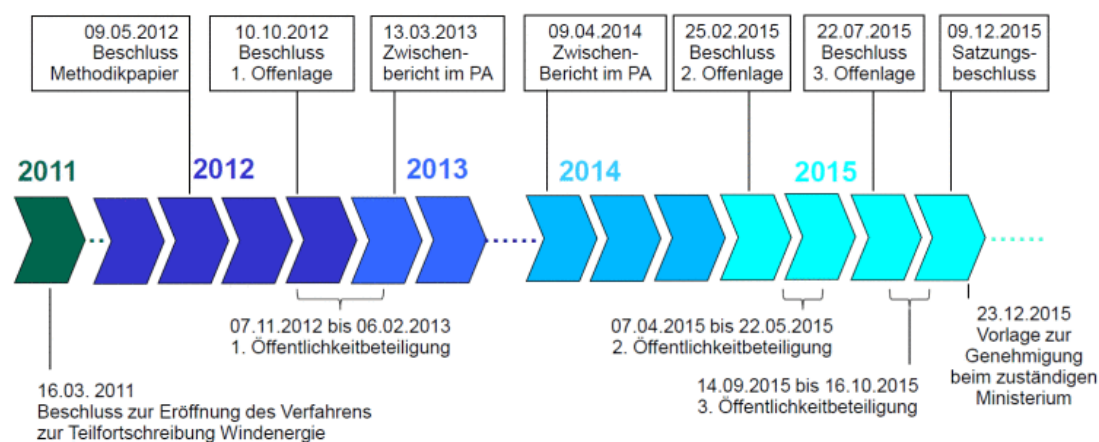 09.05.2012
Beschluss
Methodikpapier
10.10.2012
Beschluss
1. Offenlage
13.03.2013
Zwischen-
bericht im PA
09.04.2014
Zwischen-
Bericht im PA
25.02.2015
Beschluss
2. Offenlage
22.07.2015
Beschluss
3. Offenlage
09.12.2015
Satzungs-
beschluss
2011
2012
2013
2014
2015
07.11.2012 bis 06.02.2013
1. Öffentlichkeitbeteiligung
07.04.2015 bis 22.05.2015
2. Öffentlichkeitbeteiligung
23.12.2015
Vorlage zur
Genehmigung
beim zuständigen
Ministerium
16.03. 2011
Beschluss zur Eröffnung des Verfahrens
zur Teilfortschreibung Windenergie
14.09.2015 bis 16.10.2015
3. Öffentlichkeitbeteiligung